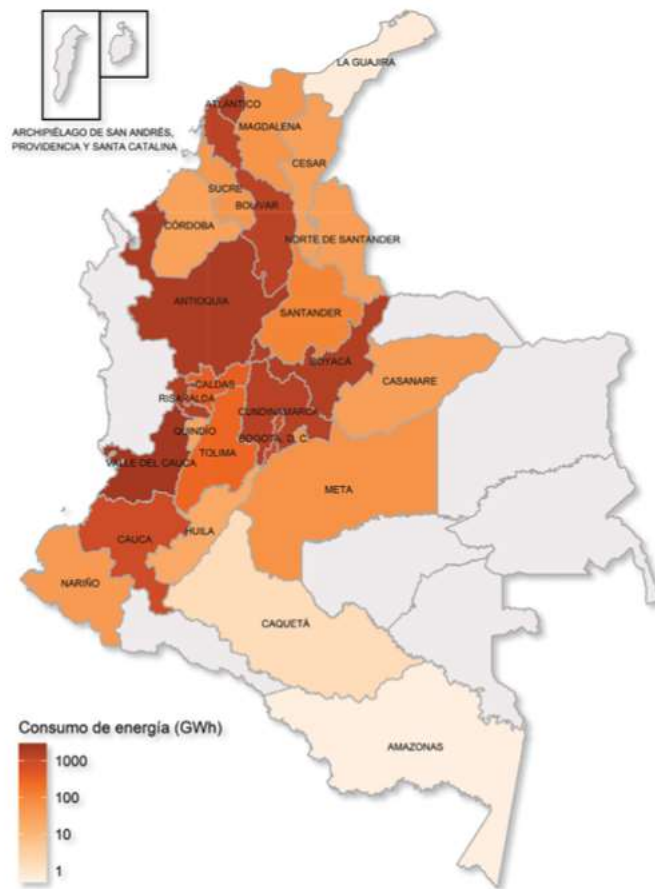 LA GUAJIRA
ATLÁNTICO
MAGDALENA
ARCHIPIÉLAGO DE SAN ANDRÉS,
PROVIDENCIA Y SANTA CATALINA
CESAR
SUCRE
BOLÍVAR
CÓRDOBA
NORTE DE SANTANDER
ANTIOQUIA
SANTANDER
BOYACÁ
CALDAS
CASANARE
RISARALDA
CUNDINAMARCA
QUINDÍO
BOGOTÁ, D. C.
TOLIMA
VALLE DEL CAUCA
META
HUILA
CAUCA
NARIÑO
CAQUETÁ
Consumo de energía (GWh)
AMAZONAS
1000
100
10
1